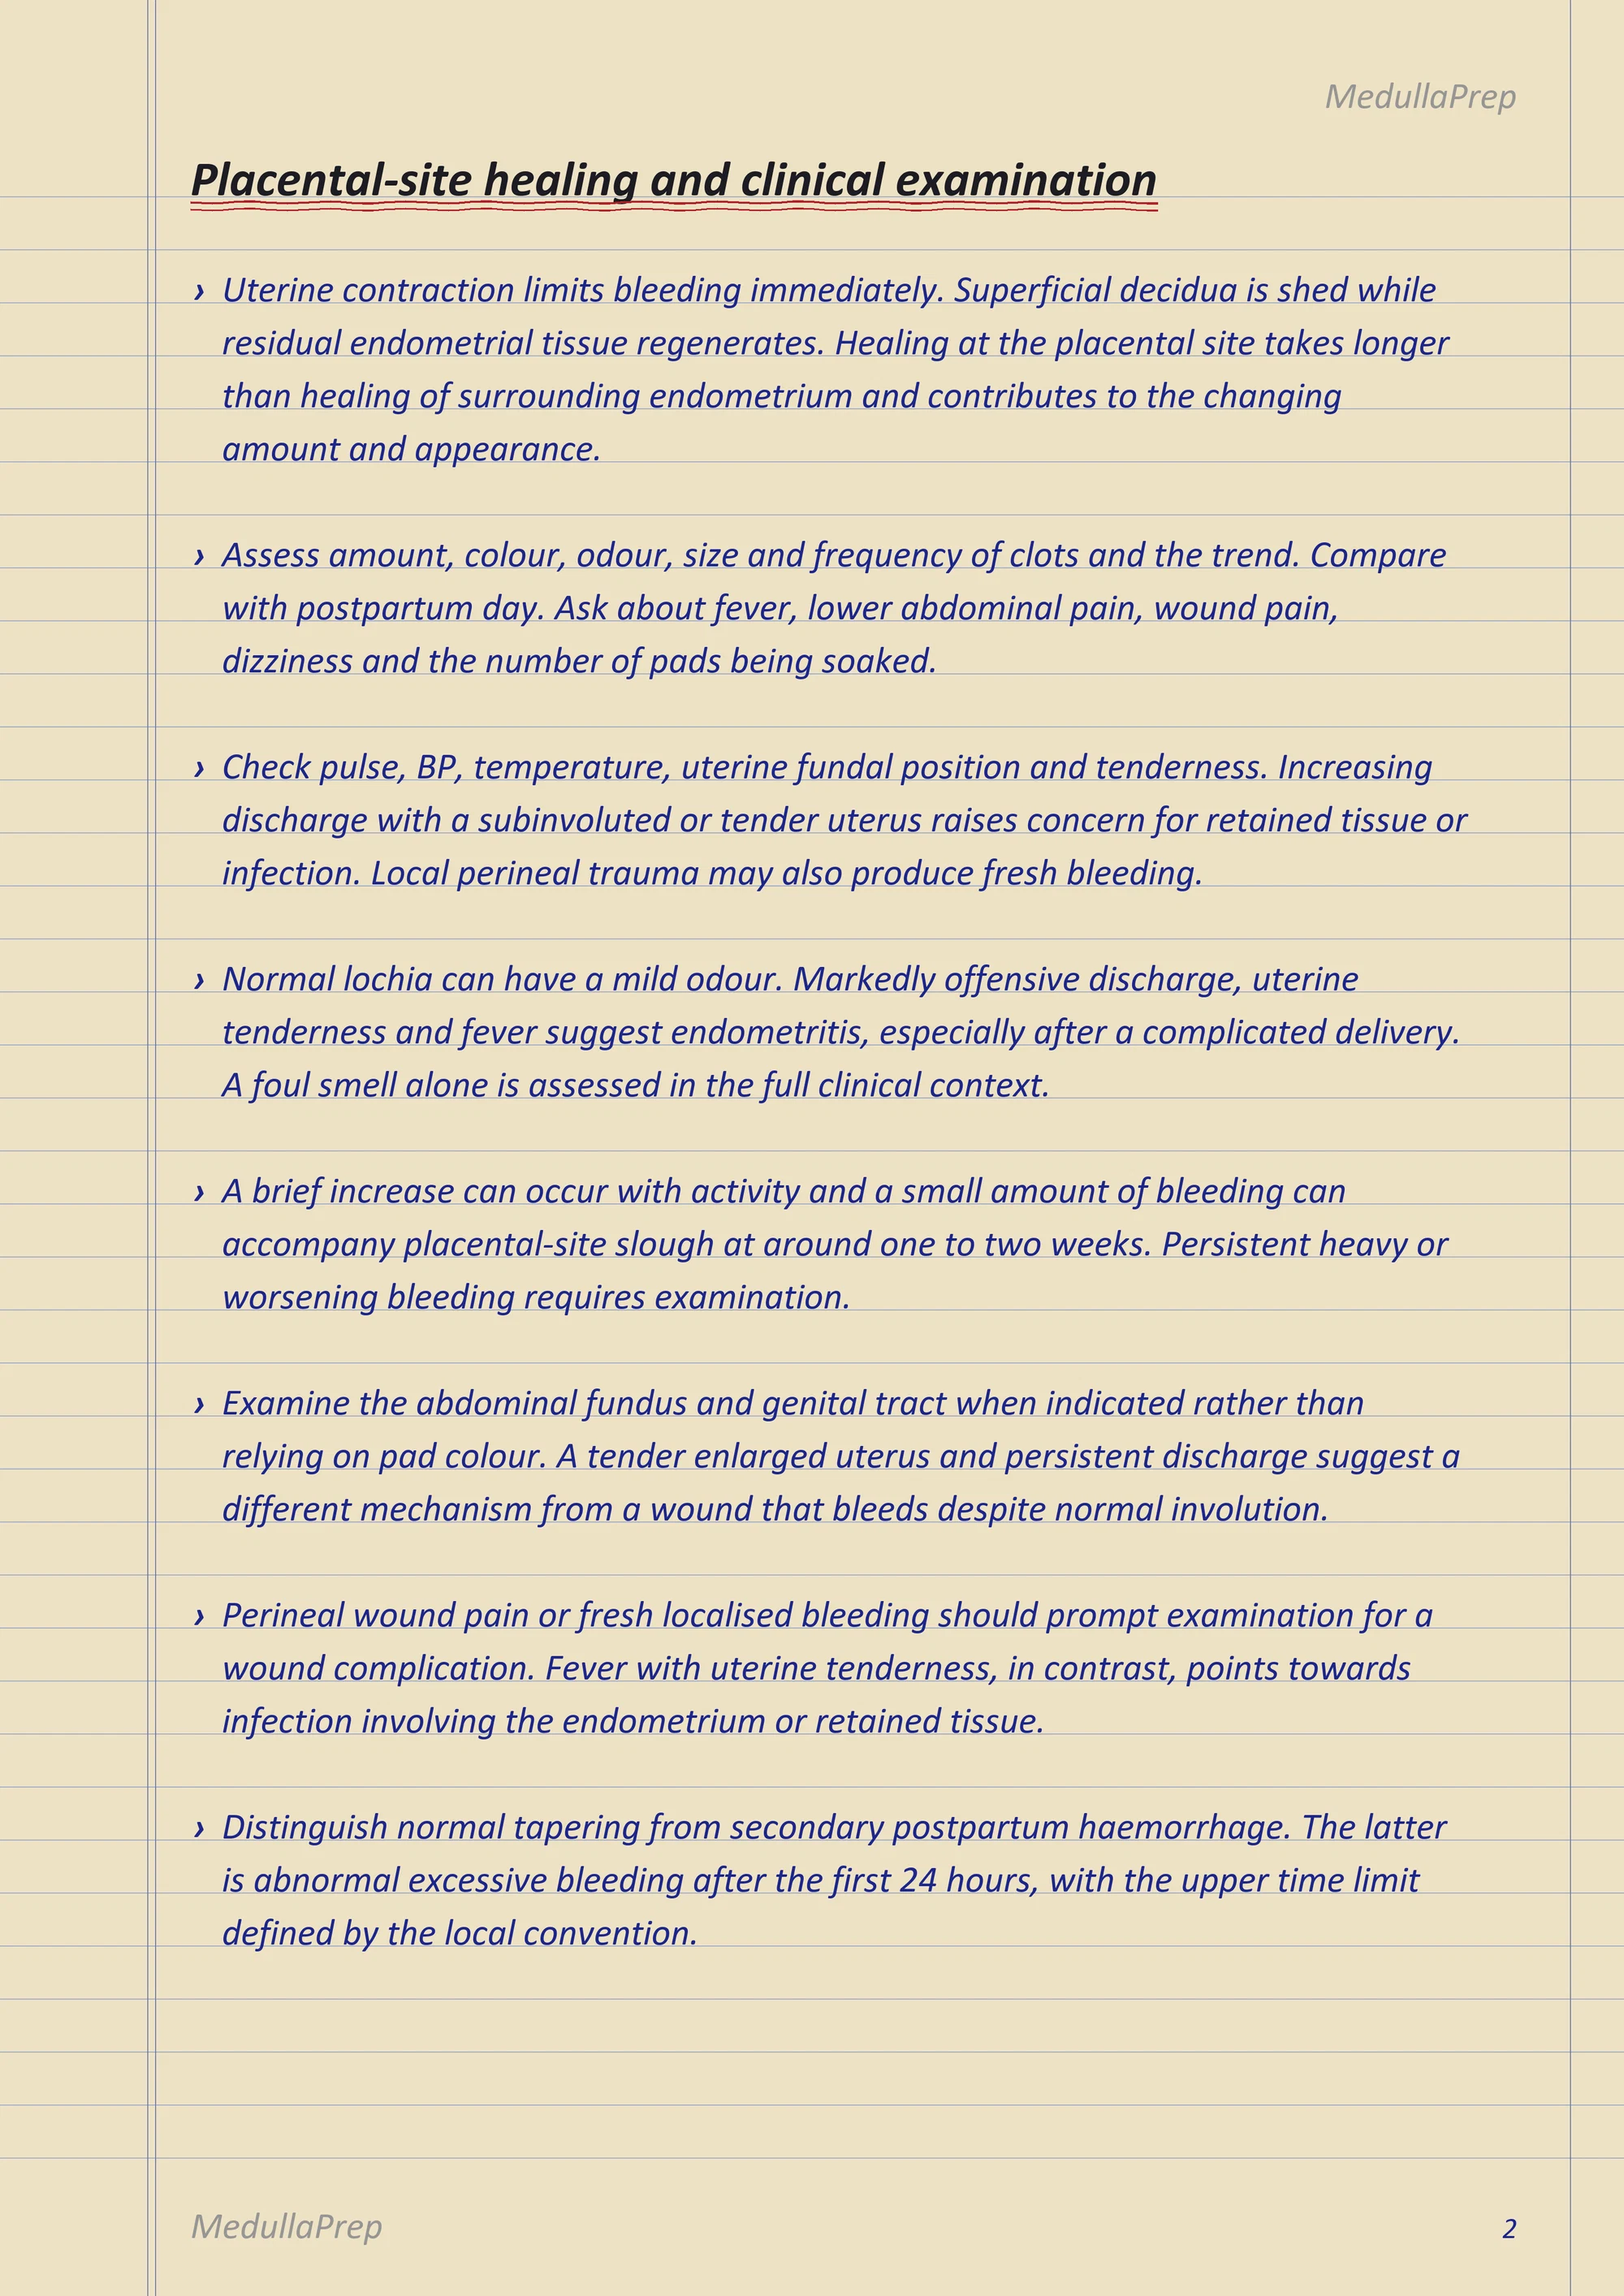 MedullaPrep
Placental-site healing and clinical examination
› Uterine contraction limits bleeding immediately. Superficial decidua is shed while
residual endometrial tissue regenerates. Healing at the placental site takes longer
than healing of surrounding endometrium and contributes to the changing
amount and appearance.
› Assess amount, colour, odour, size and frequency of clots and the trend. Compare
with postpartum day. Ask about fever, lower abdominal pain, wound pain,
dizziness and the number of pads being soaked.
› Check pulse, BP, temperature, uterine fundal position and tenderness. Increasing
discharge with a subinvoluted or tender uterus raises concern for retained tissue or
infection. Local perineal trauma may also produce fresh bleeding.
› Normal lochia can have a mild odour. Markedly offensive discharge, uterine
tenderness and fever suggest endometritis, especially after a complicated delivery.
A foul smell alone is assessed in the full clinical context.
› A brief increase can occur with activity and a small amount of bleeding can
accompany placental-site slough at around one to two weeks. Persistent heavy or
worsening bleeding requires examination.
› Examine the abdominal fundus and genital tract when indicated rather than
relying on pad colour. A tender enlarged uterus and persistent discharge suggest a
different mechanism from a wound that bleeds despite normal involution.
› Perineal wound pain or fresh localised bleeding should prompt examination for a
wound complication. Fever with uterine tenderness, in contrast, points towards
infection involving the endometrium or retained tissue.
› Distinguish normal tapering from secondary postpartum haemorrhage. The latter
is abnormal excessive bleeding after the first 24 hours, with the upper time limit
defined by the local convention.
MedullaPrep
2